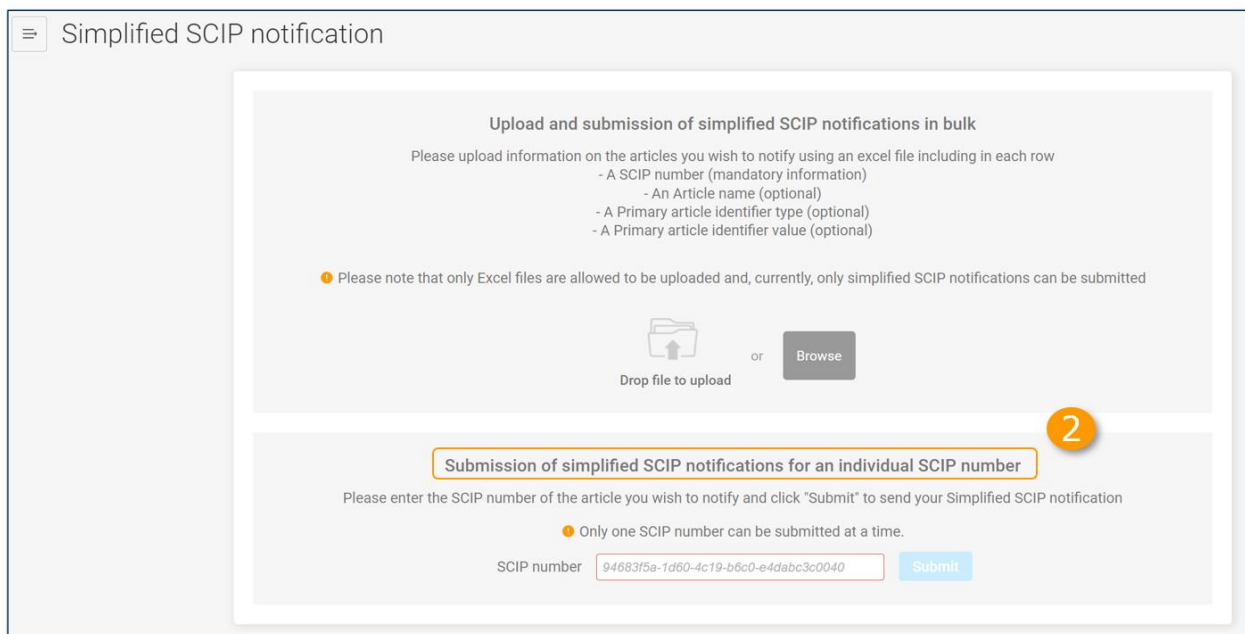 Simplified SCIP notification
Upload and submission of simplified SCIP notifications in bulk
Please upload information on the articles you wish to notify using an excel file including in each row
- A SCIP number (mandatory information)
- An Article name (optional)
- A Primary article identifier type (optional)
- A Primary article identifier value (optional)
Please note that only Excel files are allowed to be uploaded and, currently, only simplified SCIP notifications can be submitted
Drop file to upload
or
Browse
2
Submission of simplified SCIP notifications for an individual SCIP number
Please enter the SCIP number of the article you wish to notify and click "Submit" to send your Simplified SCIP notification
Only one SCIP number can be submitted at a time.
SCIP number 94683f5a-1d60-4c19-b6c0-e4dabc3c0040 Submit